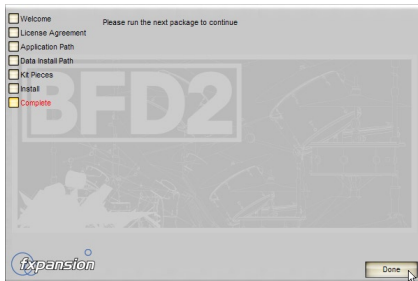 Welcome
Please run the next package to continue
License Agreement
Application Path
Data Install Path
Kit Pieces
Install
Complete
BFD2
fxpansion
Done